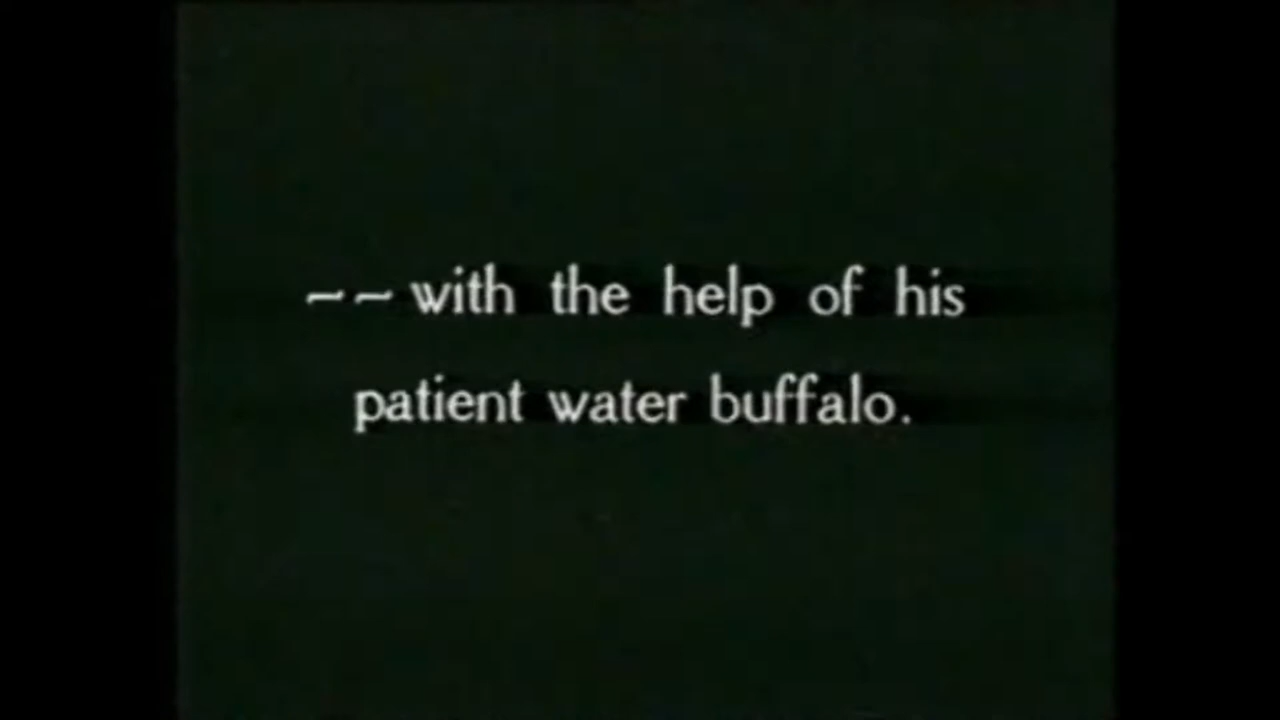 ~~ with the help of his
patient water buffalo.